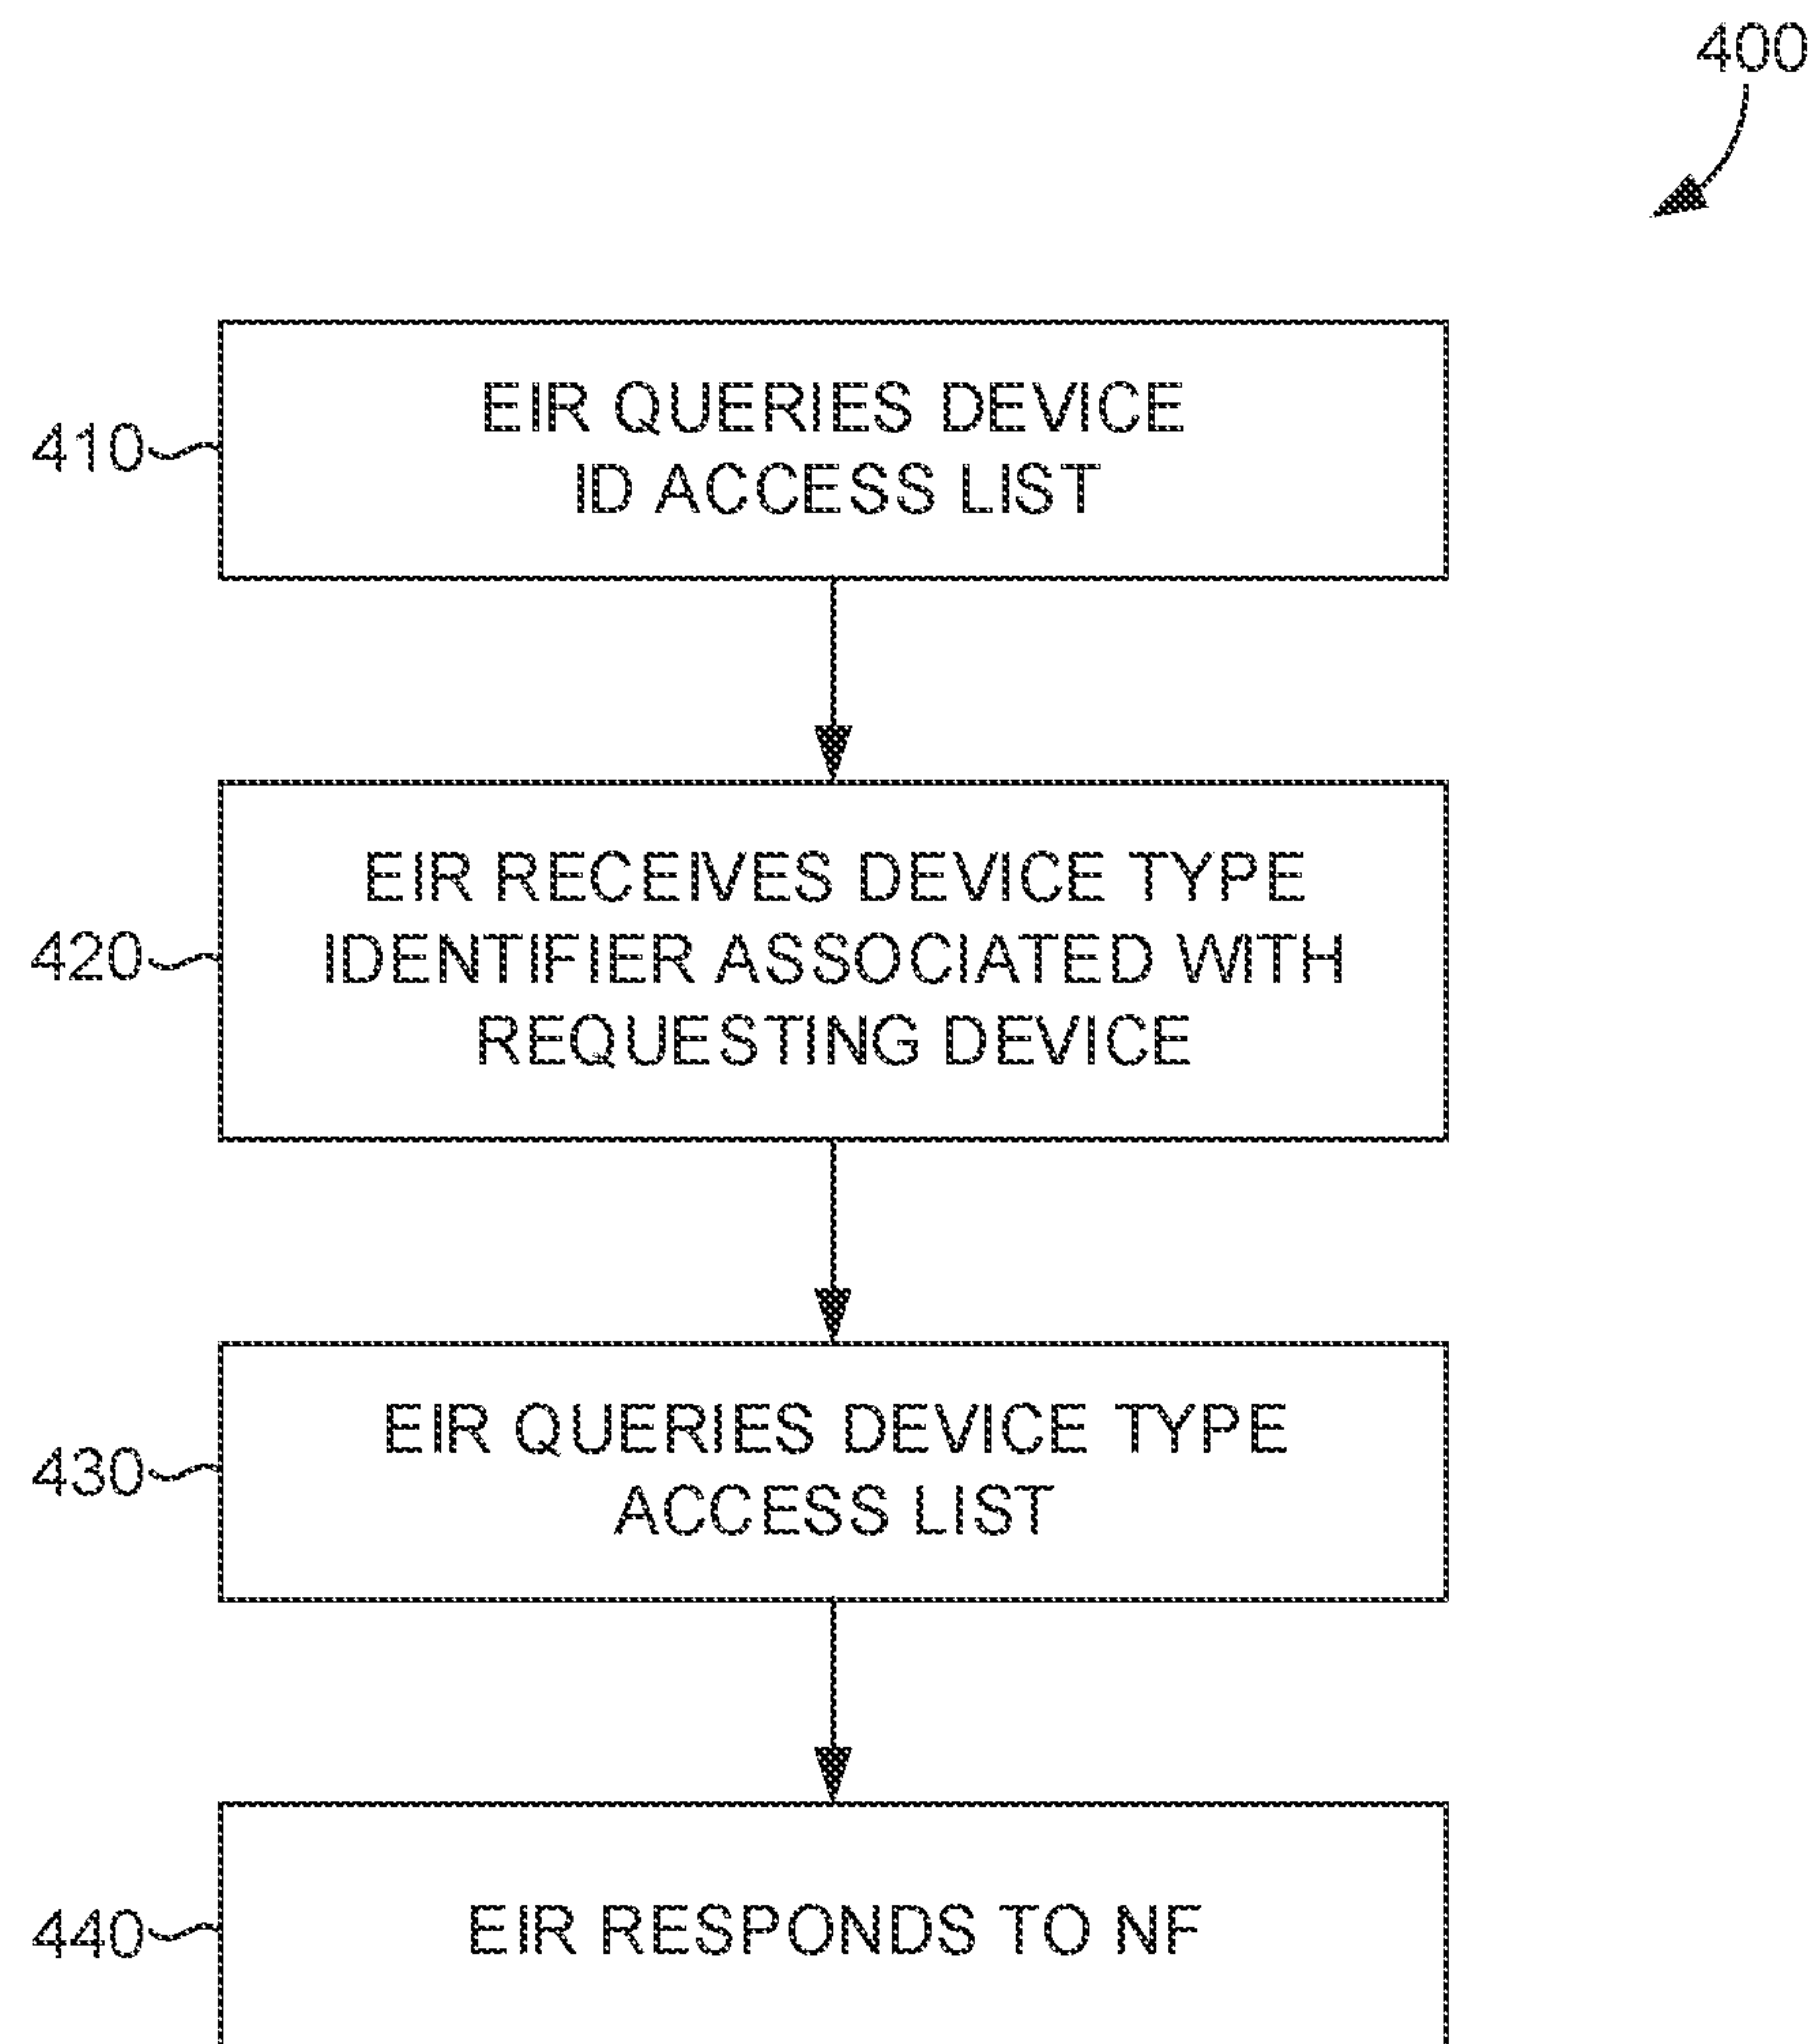 400
410
EIR QUERIES DEVICE
ID ACCESS LIST
420
EIR RECEIVES DEVICE TYPE
IDENTIFIER ASSOCIATED WITH
REQUESTING DEVICE
430
EIR QUERIES DEVICE TYPE
ACCESS LIST
440
EIR RESPONDS TO NF